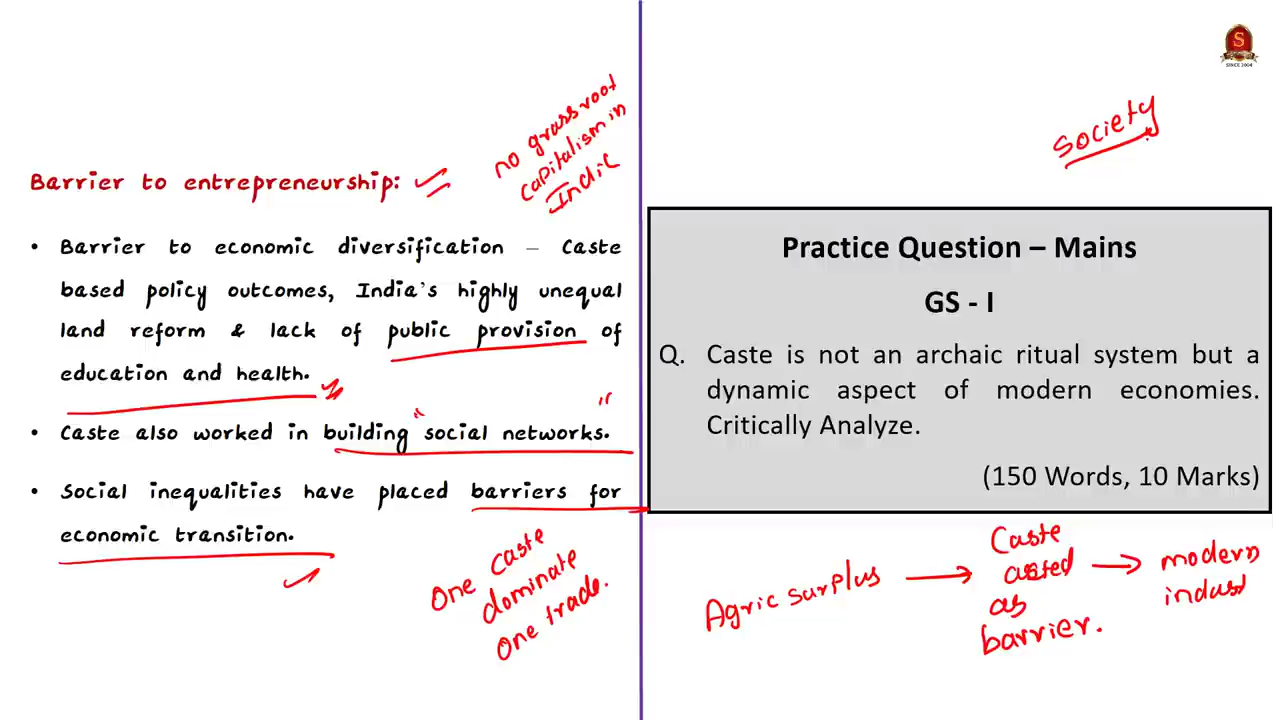 no grassroot
capitalism in
India
Barrier to entrepreneurship:
• Barrier to economic diversification – Caste
based policy outcomes, India's highly unequal
land reform & lack of public provision of
education and health.
• Caste also worked in building "social networks."
• Social inequalities have placed barriers for
economic transition.
One caste
dominate
One trade.
S
SINCE 2004
Society
Practice Question – Mains
GS - I
Q. Caste is not an archaic ritual system but a
dynamic aspect of modern economies.
Critically Analyze.
(150 Words, 10 Marks)
Agric surplus → Caste
acted
as
barrier. → modern
indust